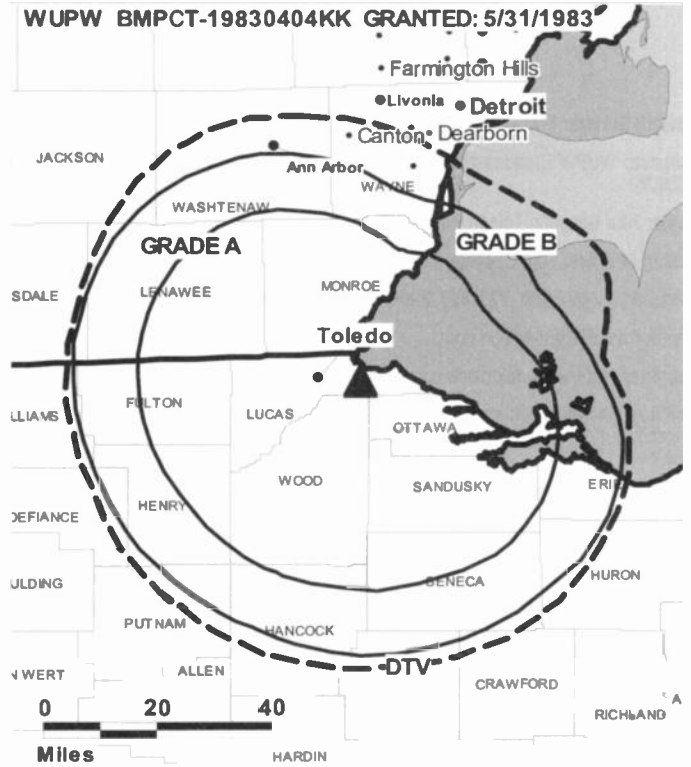 WUPW BMPCT-19830404KK GRANTED: 5/31/1983
Farmington Hills
Livonia
Detroit
Canton
Dearborn
JACKSON
Ann Arbor
WAYNE
WASHTENAW
GRADE A
GRADE B
SDALE
LENAWEE
MONROE
Toledo
LLIAMS
FULTON
LUCAS
OTTAWA
WOOD
SANDUSKY
ERIE
HENRY
DEFIANCE
ULDING
SENECA
HURON
PUTNAM
HANCOCK
N WERT
ALLEN
DTV
CRAWFORD
RICHLAND
A
0 20 40
Miles
HARDIN